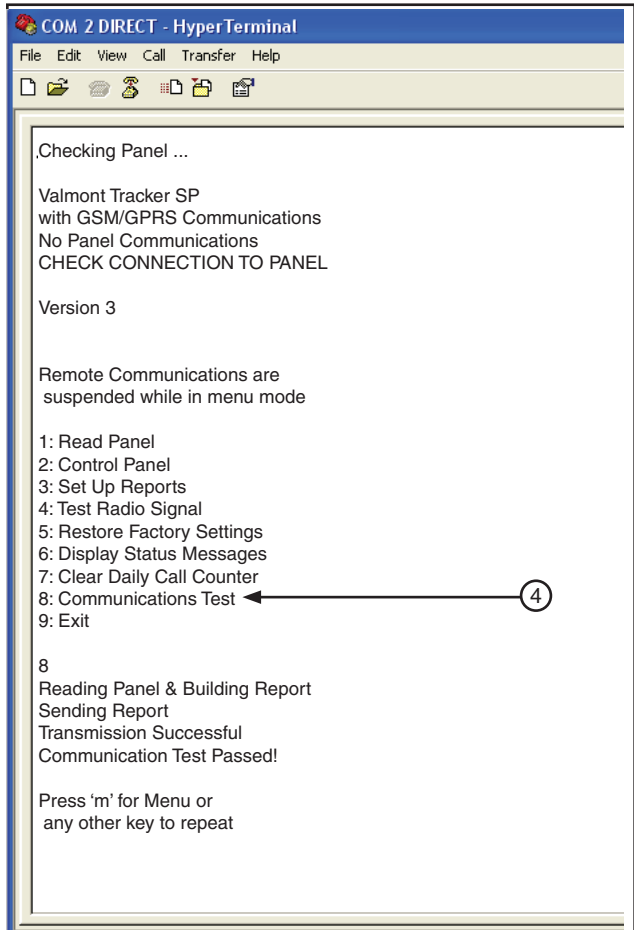 COM 2 DIRECT - HyperTerminal
File Edit View Call Transfer Help
,Checking Panel ...
Valmont Tracker SP
with GSM/GPRS Communications
No Panel Communications
CHECK CONNECTION TO PANEL
Version 3
Remote Communications are
suspended while in menu mode
1: Read Panel
2: Control Panel
3: Set Up Reports
4: Test Radio Signal
5: Restore Factory Settings
6: Display Status Messages
7: Clear Daily Call Counter
8: Communications Test 4
9: Exit
8
Reading Panel & Building Report
Sending Report
Transmission Successful
Communication Test Passed!
Press ‘m’ for Menu or
any other key to repeat